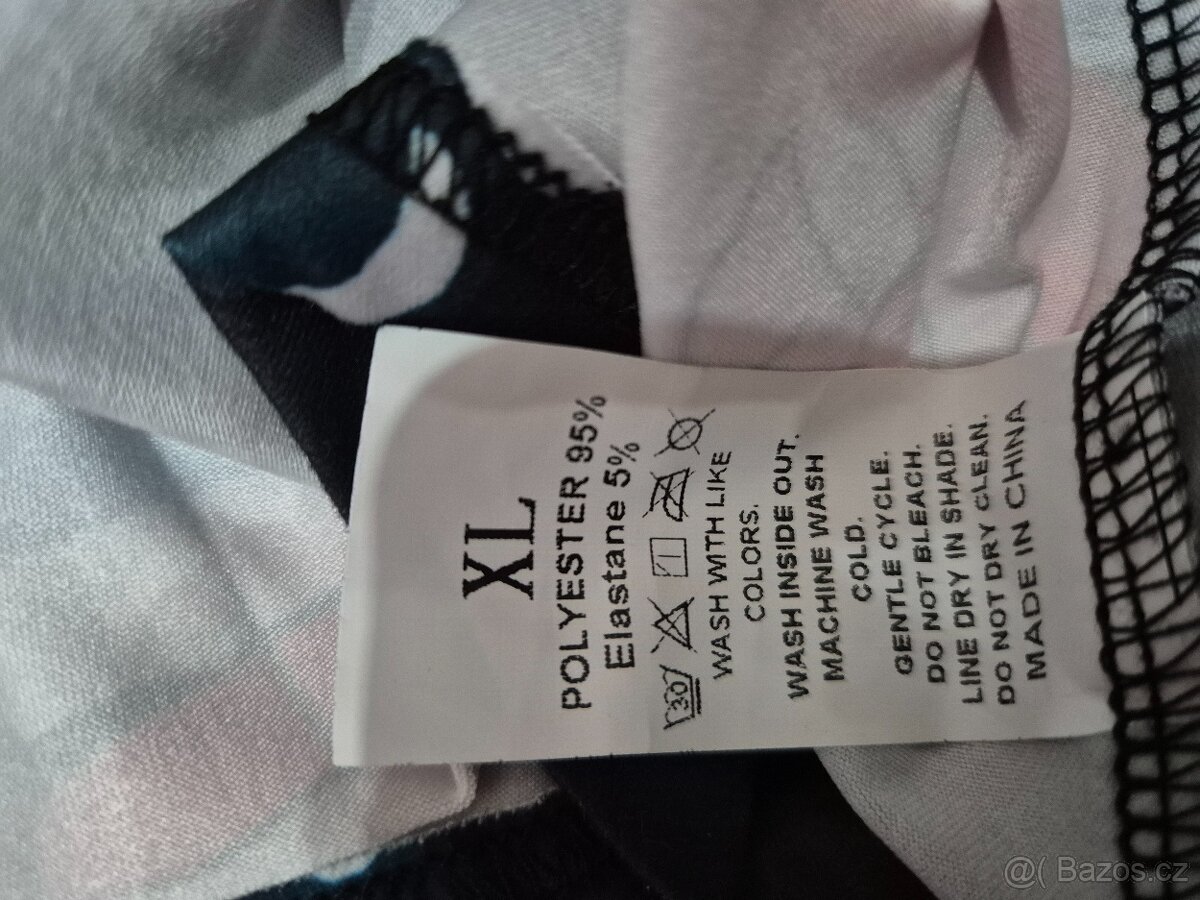 XL
POLYESTER 95%
Elastane 5%
30
WASH WITH LIKE
COLORS.
WASH INSIDE OUT.
MACHINE WASH
COLD.
GENTLE CYCLE.
DO NOT BLEACH.
LINE DRY IN SHADE.
DO NOT DRY CLEAN.
MADE IN CHINA
@( Bazos.cz